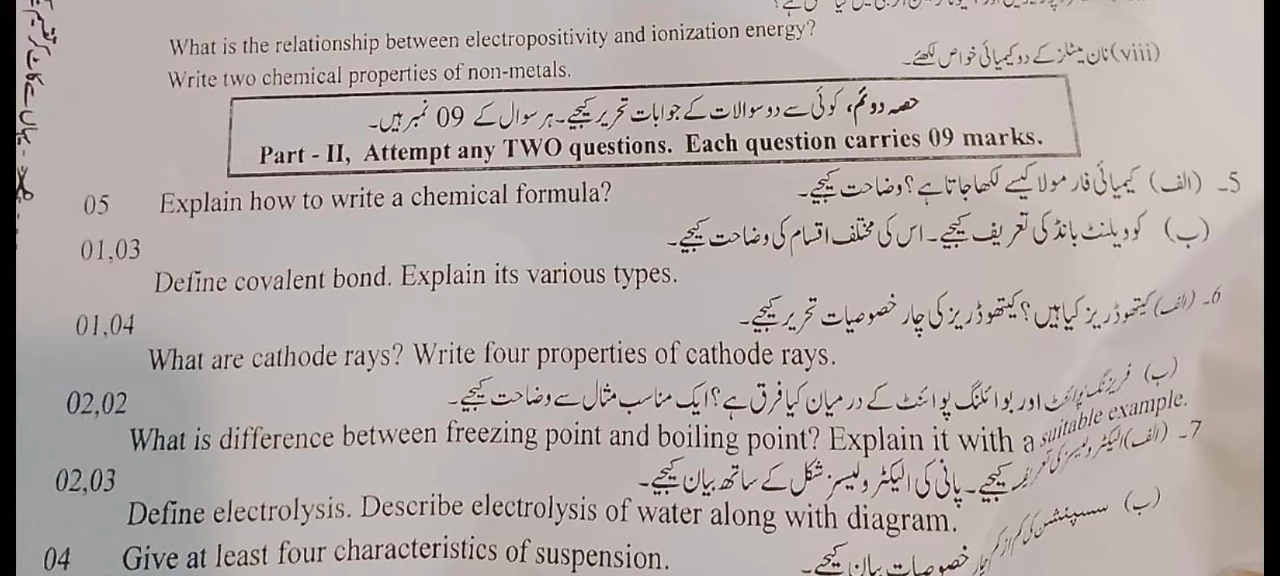 What is the relationship between electropositivity and ionization energy?
(viii) نان میٹلز کے دو کیمیائی خواص لکھئے۔
Write two chemical properties of non-metals.
حصہ دوئم، کوئی سے دو سوالات کے جوابات تحریر کیجیے۔ ہر سوال کے 09 نمبر ہیں۔
Part - II, Attempt any TWO questions. Each question carries 09 marks.
5۔ (الف) کیمیائی فارمولا کیسے لکھا جاتا ہے؟ وضاحت کیجیے۔
05 Explain how to write a chemical formula?
(ب) کوویلنٹ بانڈ کی تعریف کیجیے۔ اس کی مختلف اقسام کی وضاحت کیجیے۔
01,03
Define covalent bond. Explain its various types.
6۔ (الف) کیتھوڈ ریز کیا ہیں؟ کیتھوڈ ریز کی چار خصوصیات تحریر کیجیے۔
01,04
What are cathode rays? Write four properties of cathode rays.
(ب) فریزنگ پوائنٹ اور بوائلنگ پوائنٹ کے درمیان کیا فرق ہے؟ ایک مناسب مثال سے وضاحت کیجیے۔
02,02
What is difference between freezing point and boiling point? Explain it with a suitable example.
7۔ (الف) الیکٹرولیسز کی تعریف کیجیے۔ پانی کی الیکٹرولیسز شکل کے ساتھ بیان کیجیے۔
02,03
Define electrolysis. Describe electrolysis of water along with diagram.
(ب) سسپنشن کی کم از کم چار خصوصیات بیان کیجیے۔
04 Give at least four characteristics of suspension.